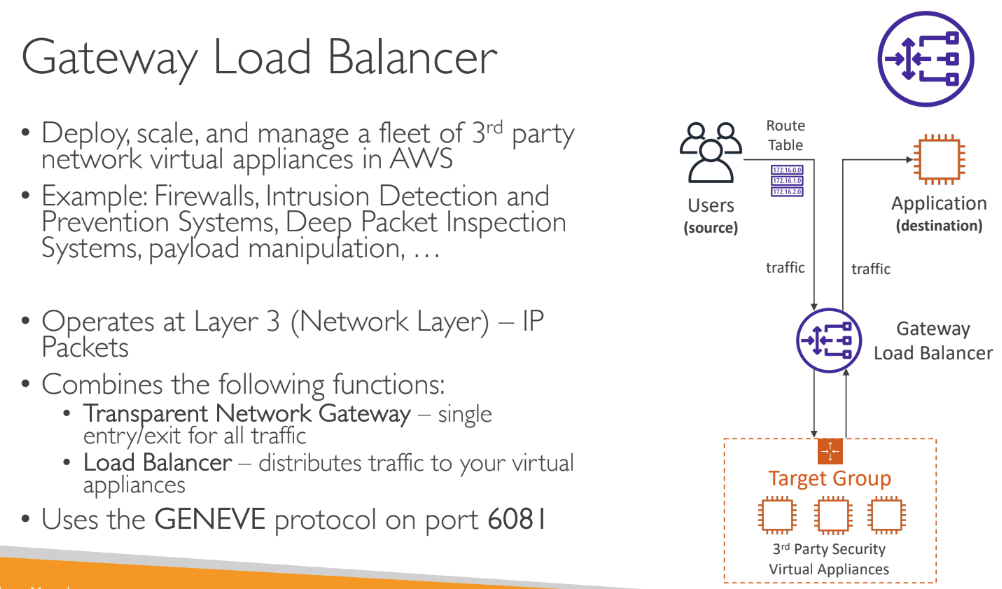 Gateway Load Balancer
• Deploy, scale, and manage a fleet of 3rd party
network virtual appliances in AWS
• Example: Firewalls, Intrusion Detection and
Prevention Systems, Deep Packet Inspection
Systems, payload manipulation, …
• Operates at Layer 3 (Network Layer) – IP
Packets
• Combines the following functions:
• Transparent Network Gateway – single
entry/exit for all traffic
• Load Balancer – distributes traffic to your virtual
appliances
• Uses the GENEVE protocol on port 6081
Route
Table
172.16.0.0
172.16.1.0
172.16.2.0
Users
(source)
Application
(destination)
traffic
traffic
Gateway
Load Balancer
Target Group
3rd Party Security
Virtual Appliances